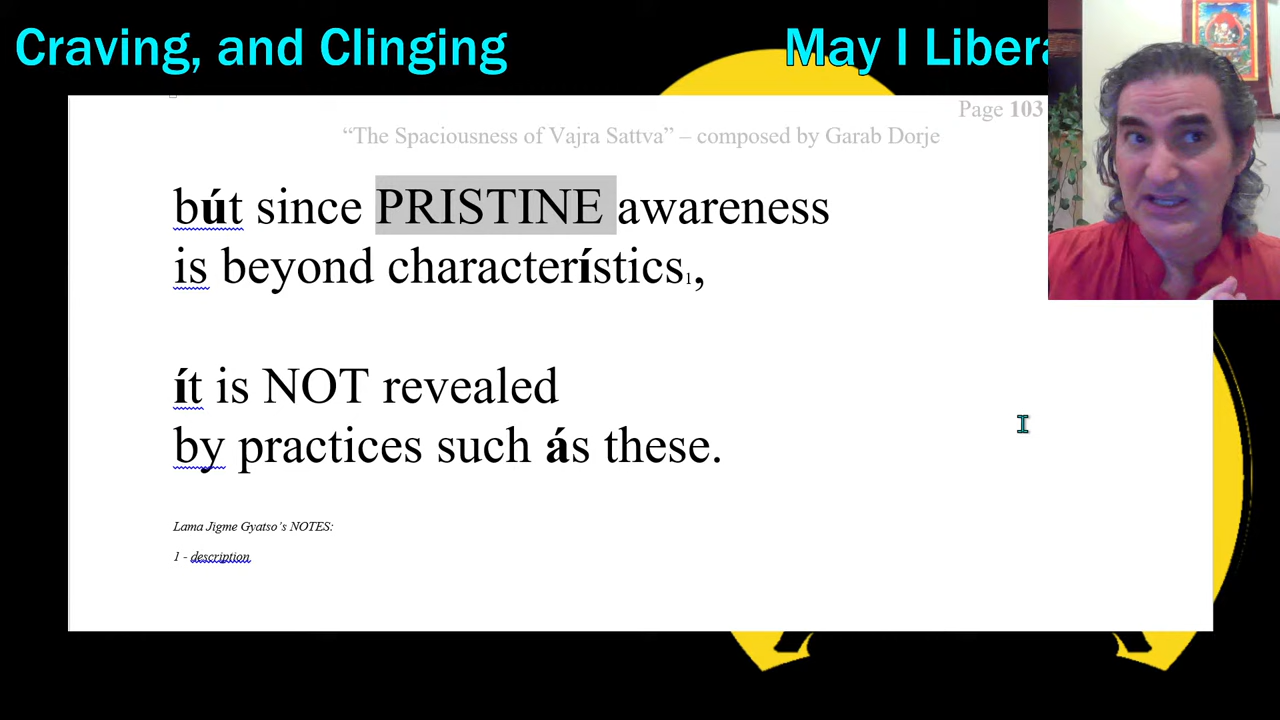 Craving, and Clinging
May I Libera
Page 103
“The Spaciousness of Vajra Sattva” – composed by Garab Dorje
bút since PRISTINE awareness
is beyond characterístics1,
ít is NOT revealed
by practices such ás these.
Lama Jigme Gyatso’s NOTES:
1 - description